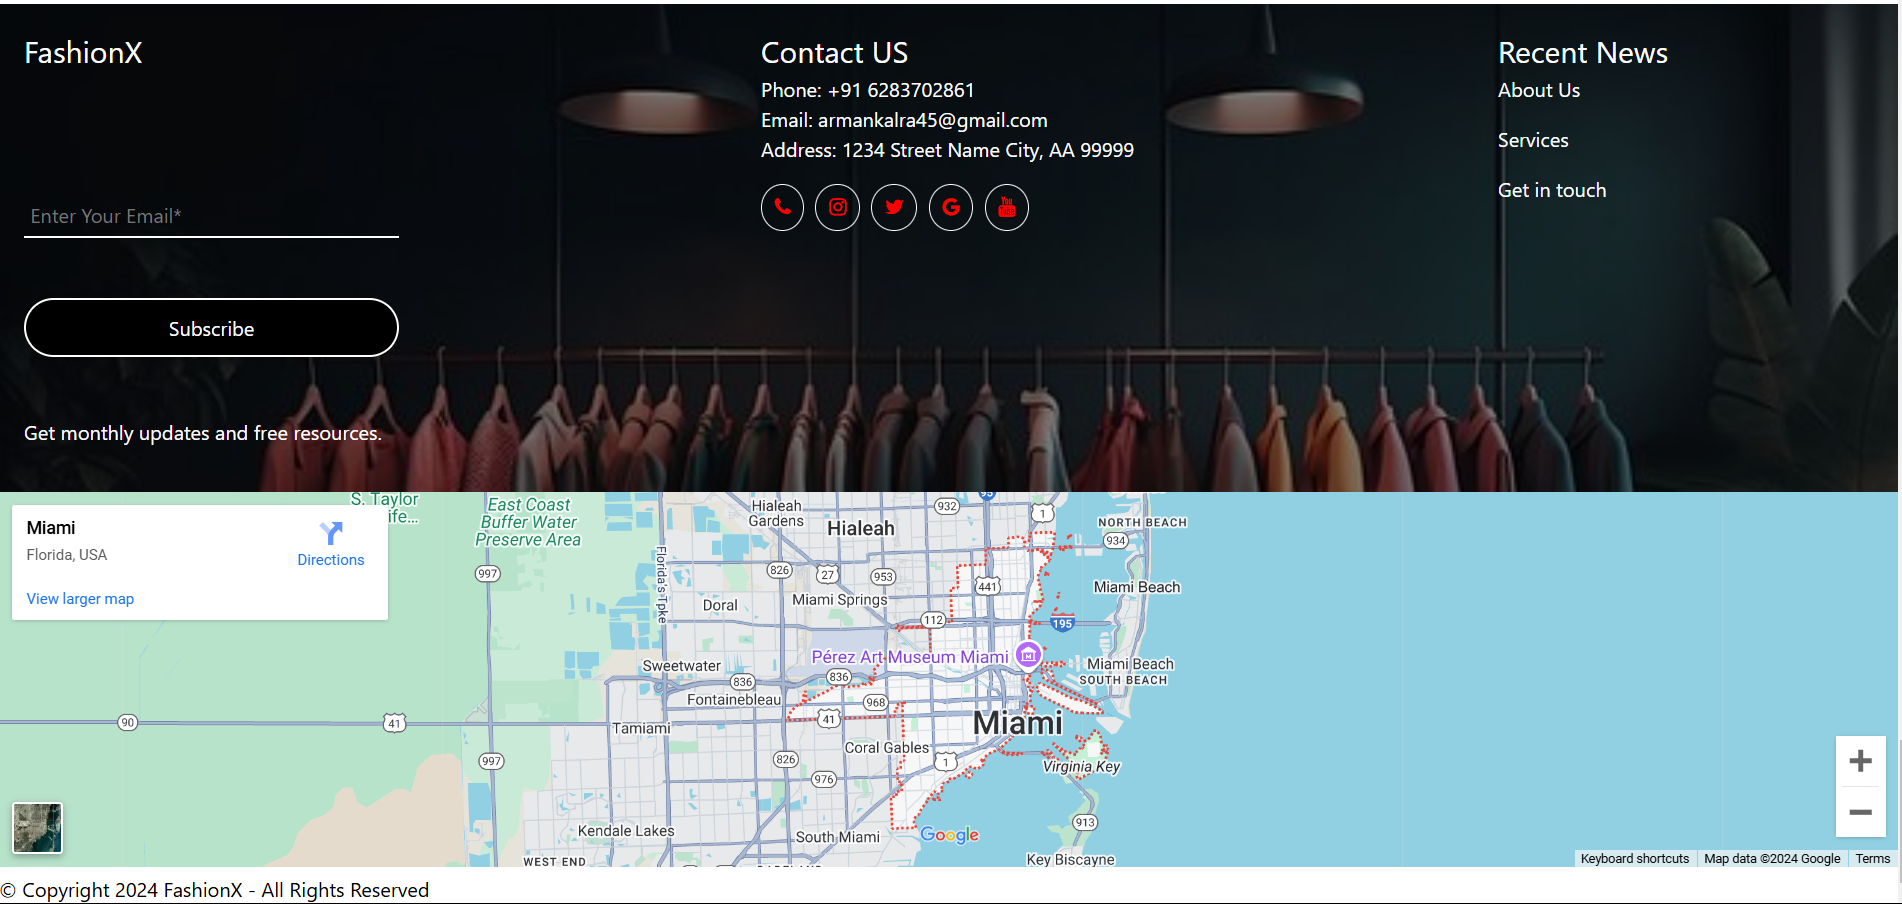 FashionX
Enter Your Email*
Subscribe
Get monthly updates and free resources.
Contact US
Phone: +91 6283702861
Email: armankalra45@gmail.com
Address: 1234 Street Name City, AA 99999
You
Recent News
About Us
Services
Get in touch
Miami
Florida, USA
Directions
View larger map
S. Taylor
ife...
East Coast
Buffer Water
Preserve Area
Hialeah
Gardens
Hialeah
932
95
1
NORTH BEACH
934
997
Florida's Tpke
826
27
953
441
Miami Beach
Doral
Miami Springs
112
195
Pérez Art Museum Miami
Sweetwater
836
836
Miami Beach
SOUTH BEACH
Fontainebleau
968
90
41
Tamiami
41
Miami
997
826
Coral Gables
1
976
Virginia Key
Kendale Lakes
South Miami
Google
913
WEST END
Key Biscayne
Keyboard shortcuts
Map data ©2024 Google
Terms
© Copyright 2024 FashionX - All Rights Reserved